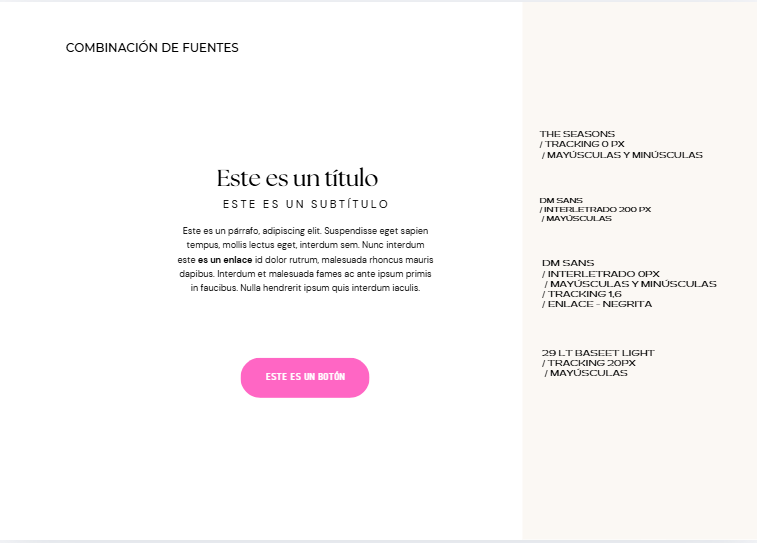 COMBINACIÓN DE FUENTES
Este es un título
ESTE ES UN SUBTÍTULO
Este es un párrafo, adipiscing elit. Suspendisse eget sapien
tempus, mollis lectus eget, interdum sem. Nunc interdum
este es un enlace id dolor rutrum, malesuada rhoncus mauris
dapibus. Interdum et malesuada fames ac ante ipsum primis
in faucibus. Nulla hendrerit ipsum quis interdum iaculis.
ESTE ES UN BOTÓN
THE SEASONS
/ TRACKING 0 PX
/ MAYÚSCULAS Y MINÚSCULAS
DM SANS
/ INTERLETRADO 200 PX
/ MAYÚSCULAS
DM SANS
/ INTERLETRADO 0PX
/ MAYÚSCULAS Y MINÚSCULAS
/ TRACKING 1,6
/ ENLACE - NEGRITA
29 LT BASEET LIGHT
/ TRACKING 20PX
/ MAYÚSCULAS